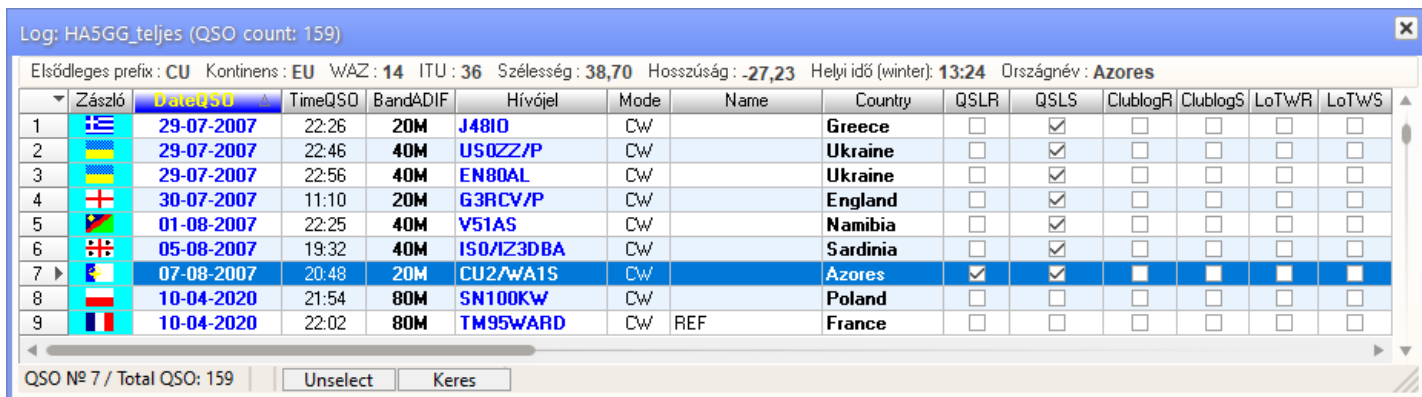 Log: HA5GG_teljes (QSO count: 159)
Elsődleges prefix : CU Kontinens : EU WAZ : 14 ITU : 36 Szélesség : 38,70 Hosszúság : -27,23 Helyi idő (winter): 13:24 Országnév : Azores
Zászló DateQSO TimeQSO BandADIF Hívójel Mode Name Country QSLR QSLS ClublogR ClublogS LoTWR LoTWS
1 29-07-2007 22:26 20M J48IO CW Greece
2 29-07-2007 22:46 40M US0ZZ/P CW Ukraine
3 29-07-2007 22:56 40M EN80AL CW Ukraine
4 30-07-2007 11:10 20M G3RCV/P CW England
5 01-08-2007 22:25 40M V51AS CW Namibia
6 05-08-2007 19:32 40M IS0/IZ3DBA CW Sardinia
7 07-08-2007 20:48 20M CU2/WA1S CW Azores
8 10-04-2020 21:54 80M SN100KW CW Poland
9 10-04-2020 22:02 80M TM95WARD CW REF France
QSO № 7 / Total QSO: 159 Unselect Keres